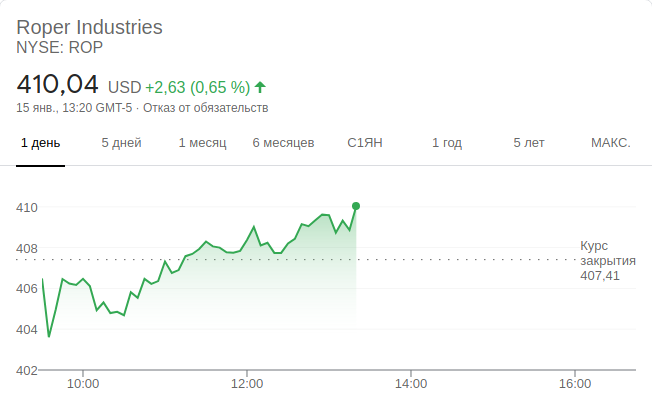 Roper Industries
NYSE: ROP
410,04 USD +2,63 (0,65 %)
15 янв., 13:20 GMT-5 · Отказ от обязательств
1 день 5 дней 1 месяц 6 месяцев С1ЯН 1 год 5 лет МАКС.
410
408
Курс
закрытия
407,41
406
404
402
10:00 12:00 14:00 16:00